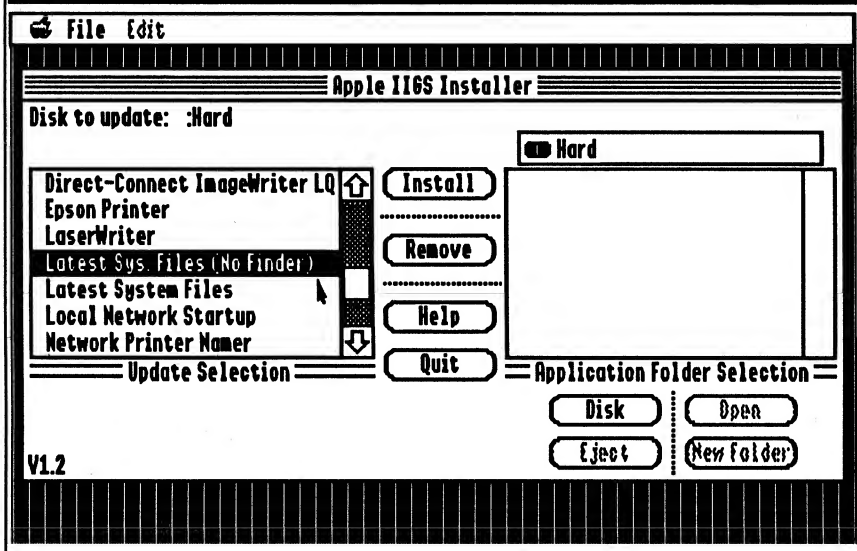 File Edit
Apple IIGS Installer
Disk to update: :Hard
Hard
Direct-Connect ImageWriter LQ
Epson Printer
LaserWriter
Latest Sys. Files (No Finder)
Latest System Files
Local Network Startup
Network Printer Namer
Update Selection
Install
Remove
Help
Quit
Application Folder Selection
Disk
Open
Eject
New Folder
V1.2